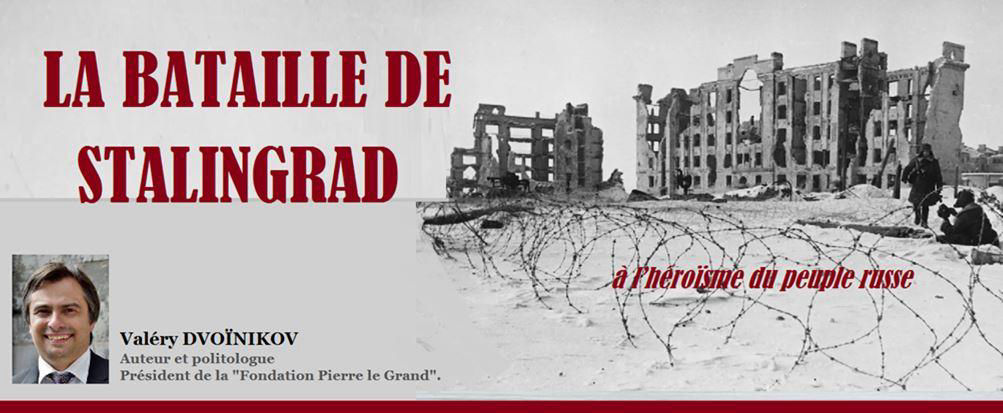 LA BATAILLE DE
STALINGRAD
à l'héroïsme du peuple russe
Valéry DVOÏNIKOV
Auteur et politologue
Président de la "Fondation Pierre le Grand".